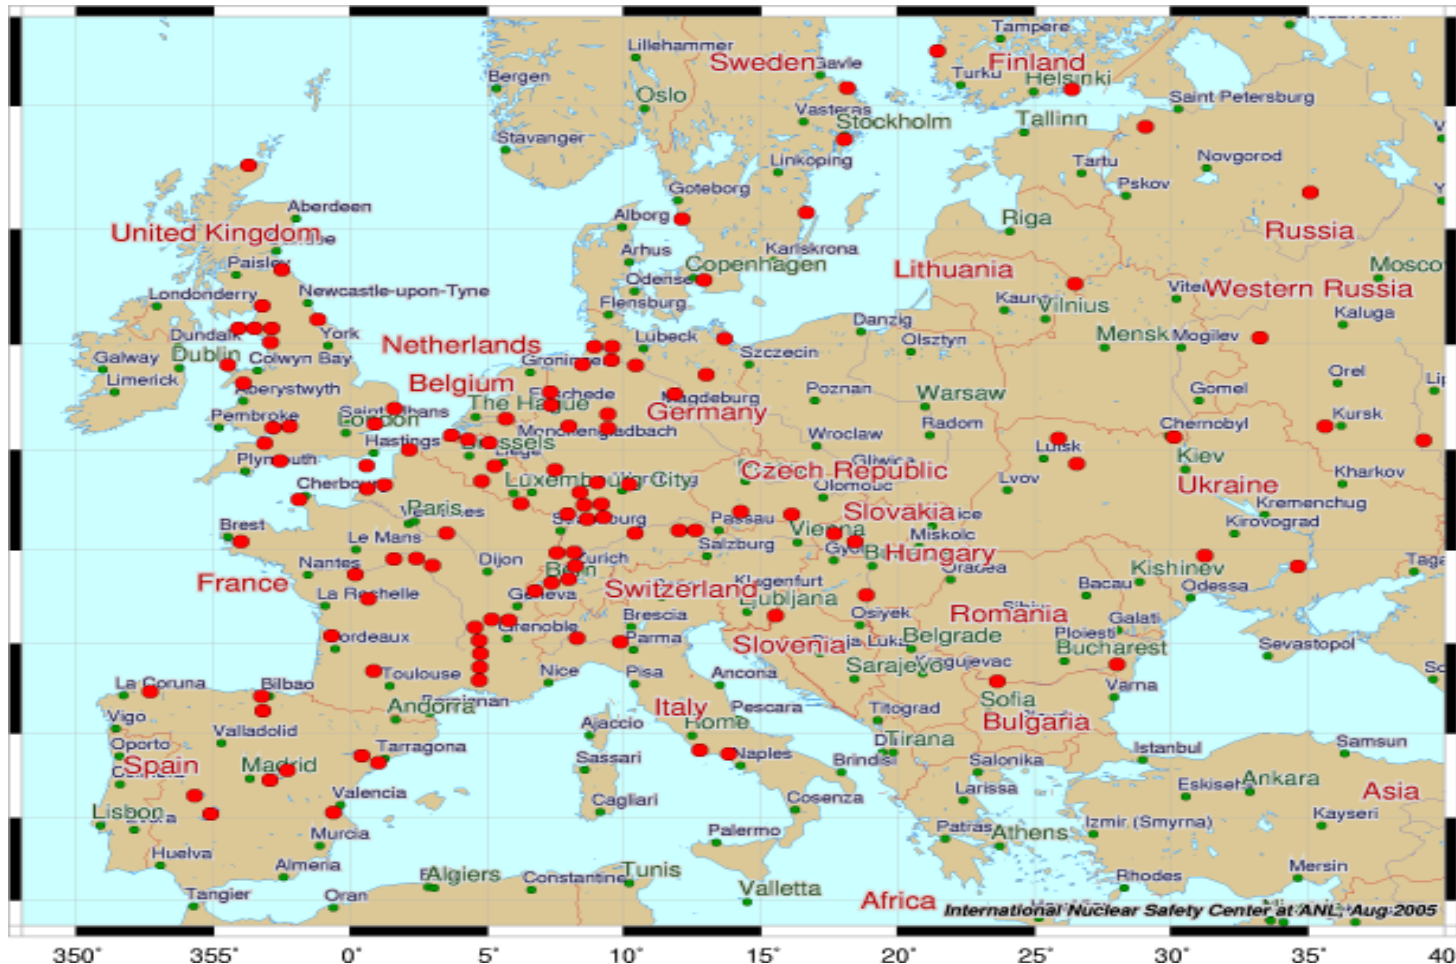 Tampere
Lillehammer
Sweden
Finland
Bergen
Turku
Helsinki
Oslo
Saint Petersburg
Vasteras
Stockholm
Tallinn
Stavanger
Linkoping
Tartu
Novgorod
Pskov
Goteborg
Aberdeen
Alborg
Riga
United Kingdom
Russia
Arhus
Karlskrona
Paisley
Copenhagen
Lithuania
Odense
Londonderry
Newcastle-upon-Tyne
Flensburg
Vilnius
Western Russia
Danzig
Kaluga
Dundalk
York
Netherlands
Lubeck
Mensk
Mogilev
Galway
Dublin
Colwyn Bay
Szczecin
Olsztyn
Limerick
Aberystwyth
Belgium
Magdeburg
Poznan
Warsaw
Gomel
Orel
Pembroke
London
The Hague
Germany
Radom
Chernobyl
Kursk
Hastings
Wroclaw
Lutsk
Kiev
Plymouth
Czech Republic
Gliwice
Kharkov
Cherbourg
Luxembourg City
Olomouc
Lvov
Ukraine
Paris
Slovakia
Kremenchug
Brest
Passau
Vienna
Kirovograd
Le Mans
Miskolc
Nantes
Dijon
Zurich
Salzburg
Hungary
Kishinev
France
Bern
Switzerland
Klagenfurt
Oradea
Bacau
Odessa
La Rochelle
Geneva
Ljubljana
Romania
Grenoble
Brescia
Osiyek
Galati
Bordeaux
Parma
Slovenia
Belgrade
Ploiesti
Bucharest
Sevastopol
La Coruna
Bilbao
Toulouse
Nice
Pisa
Ancona
Sarajevo
Kragujevac
Varna
Vigo
Andorra
Ajaccio
Italy
Pescara
Titograd
Sofia
Bulgaria
Oporto
Valladolid
Rome
Tirana
Istanbul
Samsun
Spain
Madrid
Tarragona
Sassari
Naples
Brindisi
Salonika
Ankara
Asia
Lisbon
Valencia
Cagliari
Cosenza
Larissa
Kayseri
Murcia
Palermo
Patras
Athens
Izmir (Smyrna)
Huelva
Almeria
Algiers
Constantine
Tunis
Rhodes
Mersin
Tangier
Oran
Valletta
Africa
International Nuclear Safety Center at ANL, Aug 2005
350° 355° 0° 5° 10° 15° 20° 25° 30° 35° 40